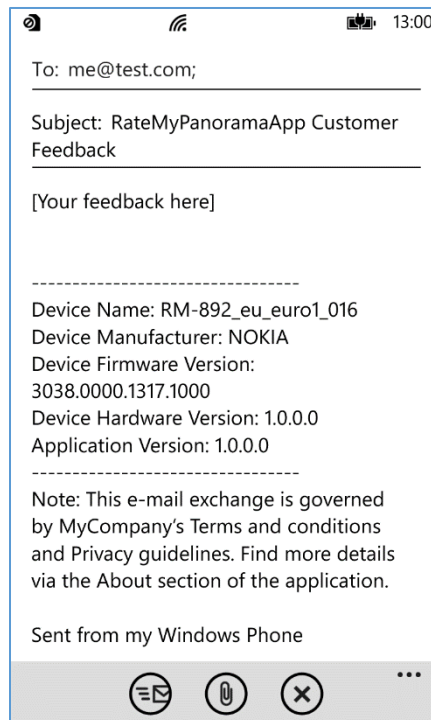 13:00
To: me@test.com;
Subject: RateMyPanoramaApp Customer
Feedback
[Your feedback here]
---------------------------------
Device Name: RM-892_eu_euro1_016
Device Manufacturer: NOKIA
Device Firmware Version:
3038.0000.1317.1000
Device Hardware Version: 1.0.0.0
Application Version: 1.0.0.0
---------------------------------
Note: This e-mail exchange is governed
by MyCompany's Terms and conditions
and Privacy guidelines. Find more details
via the About section of the application.
Sent from my Windows Phone